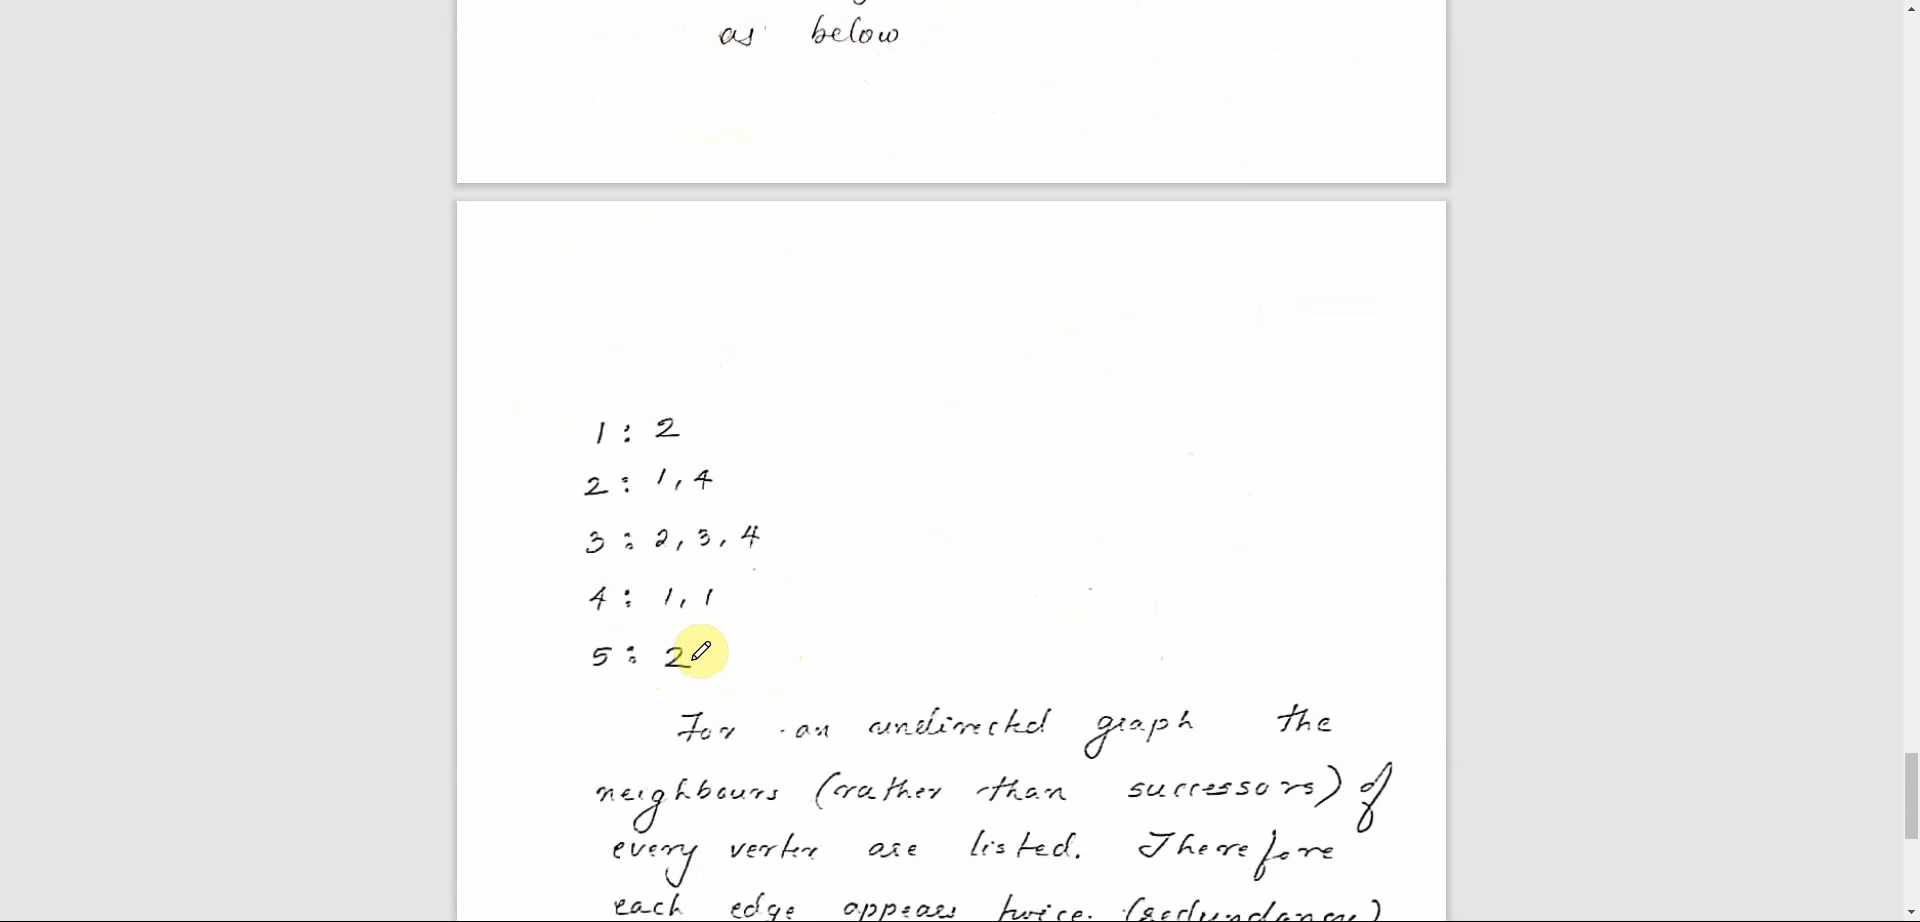 as below
1 : 2
2 : 1, 4
3 : 2, 3, 4
4 : 1, 1
5 : 2
For an undirected graph the
neighbours (rather than successors) of
every vertex are listed. Therefore
each edge appears twice. (redundancy)